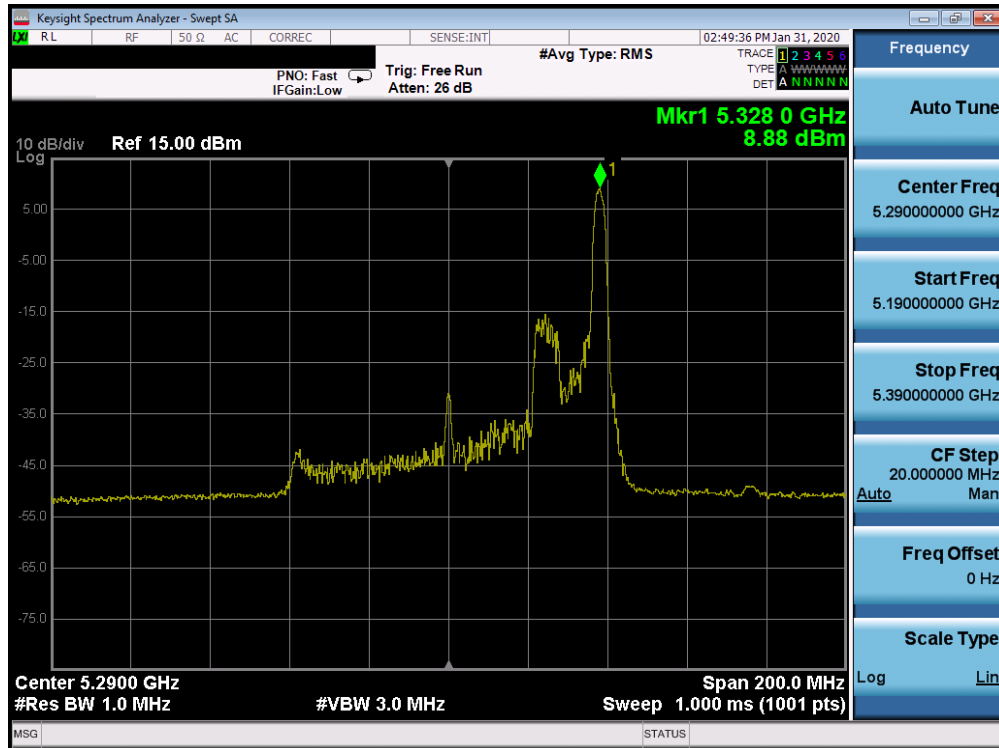 Keysight Spectrum Analyzer - Swept SA
LXI RL RF 50 Ω AC CORREC SENSE:INT 02:49:36 PM Jan 31, 2020
#Avg Type: RMS
TRACE 1 2 3 4 5 6
TYPE A WWWWW
DET A N N N N N
PNO: Fast
IFGain:Low
Trig: Free Run
Atten: 26 dB
Mkr1 5.328 0 GHz
8.88 dBm
10 dB/div
Log
Ref 15.00 dBm
1
5.00
-5.00
-15.0
-25.0
-35.0
-45.0
-55.0
-65.0
-75.0
Center 5.2900 GHz
Span 200.0 MHz
#Res BW 1.0 MHz
#VBW 3.0 MHz
Sweep 1.000 ms (1001 pts)
MSG
STATUS
Frequency
Auto Tune
Center Freq
5.290000000 GHz
Start Freq
5.190000000 GHz
Stop Freq
5.390000000 GHz
CF Step
20.000000 MHz
Auto Man
Freq Offset
0 Hz
Scale Type
Log Lin